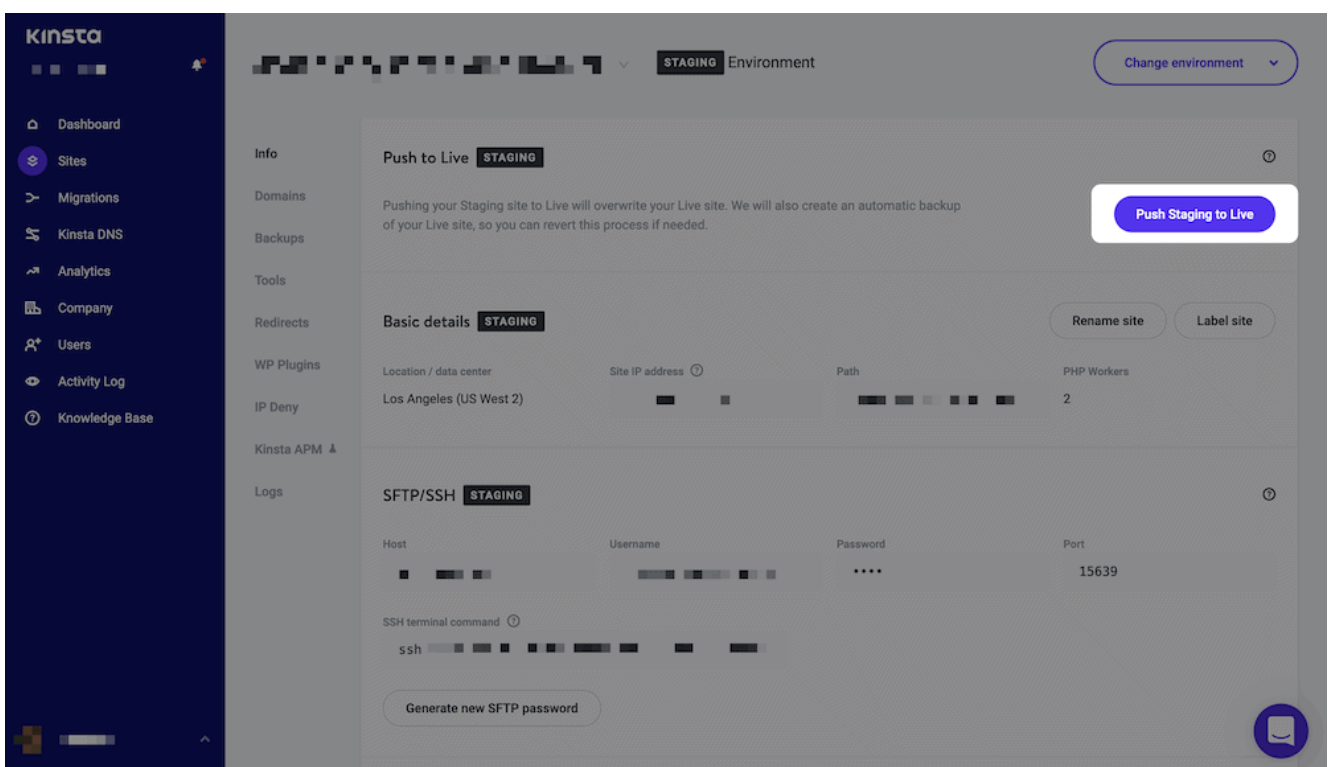 KINSTA
Dashboard
Sites
Migrations
Kinsta DNS
Analytics
Company
Users
Activity Log
Knowledge Base
STAGING Environment
Change environment
Info
Domains
Backups
Tools
Redirects
WP Plugins
IP Deny
Kinsta APM
Logs
Push to Live STAGING
Pushing your Staging site to Live will overwrite your Live site. We will also create an automatic backup
of your Live site, so you can revert this process if needed.
Push Staging to Live
Basic details STAGING
Rename site
Label site
Location / data center
Los Angeles (US West 2)
Site IP address
Path
PHP Workers
2
SFTP/SSH STAGING
Host
Username
Password
••••
Port
15639
SSH terminal command
ssh
Generate new SFTP password